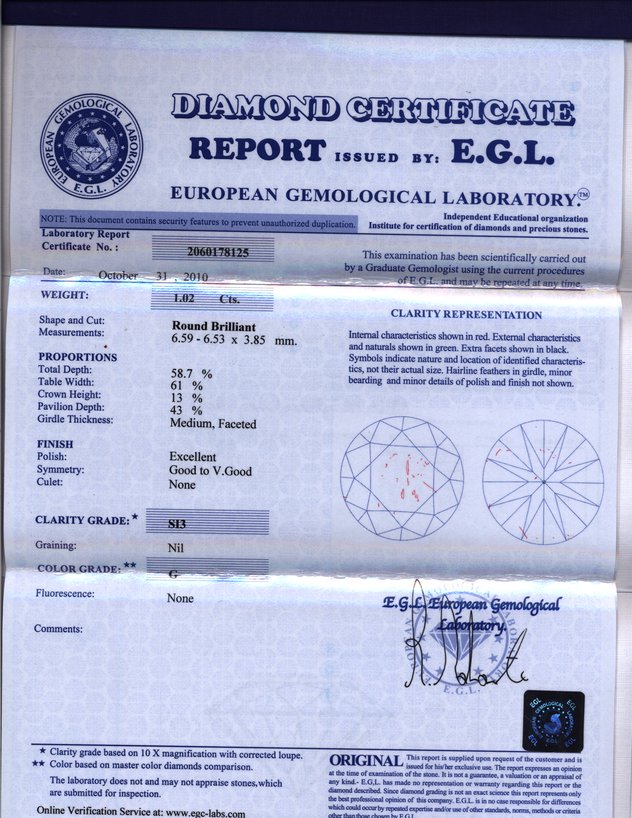 EUROPEAN GEMOLOGICAL LABORATORY
E.G.L.
DIAMOND CERTIFICATE
REPORT ISSUED BY: E.G.L.
EUROPEAN GEMOLOGICAL LABORATORY.™
NOTE: This document contains security features to prevent unauthorized duplication.
Independent Educational organization
Institute for certification of diamonds and precious stones.
Laboratory Report
Certificate No. : 2060178125
Date: October 31, 2010
This examination has been scientifically carried out
by a Graduate Gemologist using the current procedures
of E.G.L. and may be repeated at any time.
WEIGHT: 1.02 Cts.
Shape and Cut: Round Brilliant
Measurements: 6.59 - 6.53 x 3.85 mm.
PROPORTIONS
Total Depth: 58.7 %
Table Width: 61 %
Crown Height: 13 %
Pavilion Depth: 43 %
Girdle Thickness: Medium, Faceted
FINISH
Polish: Excellent
Symmetry: Good to V.Good
Culet: None
CLARITY GRADE: ★ SI3
Graining: Nil
COLOR GRADE: ★★ G
Fluorescence: None
Comments:
CLARITY REPRESENTATION
Internal characteristics shown in red. External characteristics
and naturals shown in green. Extra facets shown in black.
Symbols indicate nature and location of identified characteris-
tics, not their actual size. Hairline feathers in girdle, minor
bearding and minor details of polish and finish not shown.
E.G.L. European Gemological
Laboratory.
E.G.L.
EGL
EGL
★ Clarity grade based on 10 X magnification with corrected loupe.
★★ Color based on master color diamonds comparison.
The laboratory does not and may not appraise stones, which
are submitted for inspection.
Online Verification Service at: www.egc-labs.com
ORIGINAL This report is supplied upon request of the customer and is
issued for his/her exclusive use. The report expresses an opinion
at the time of examination of the stone. It is not a guarantee, a valuation or an appraisal of
any kind.- E.G.L. has made no representation or warranty regarding this report or the
diamond described. Since diamond grading is not an exact science this report represents only
the best professional opinion of this company. E.G.L. is in no case responsible for differences
which could occur by repeated expertise and/or use of other standards, norms, methods or criteria
other than those chosen by E.G.L.